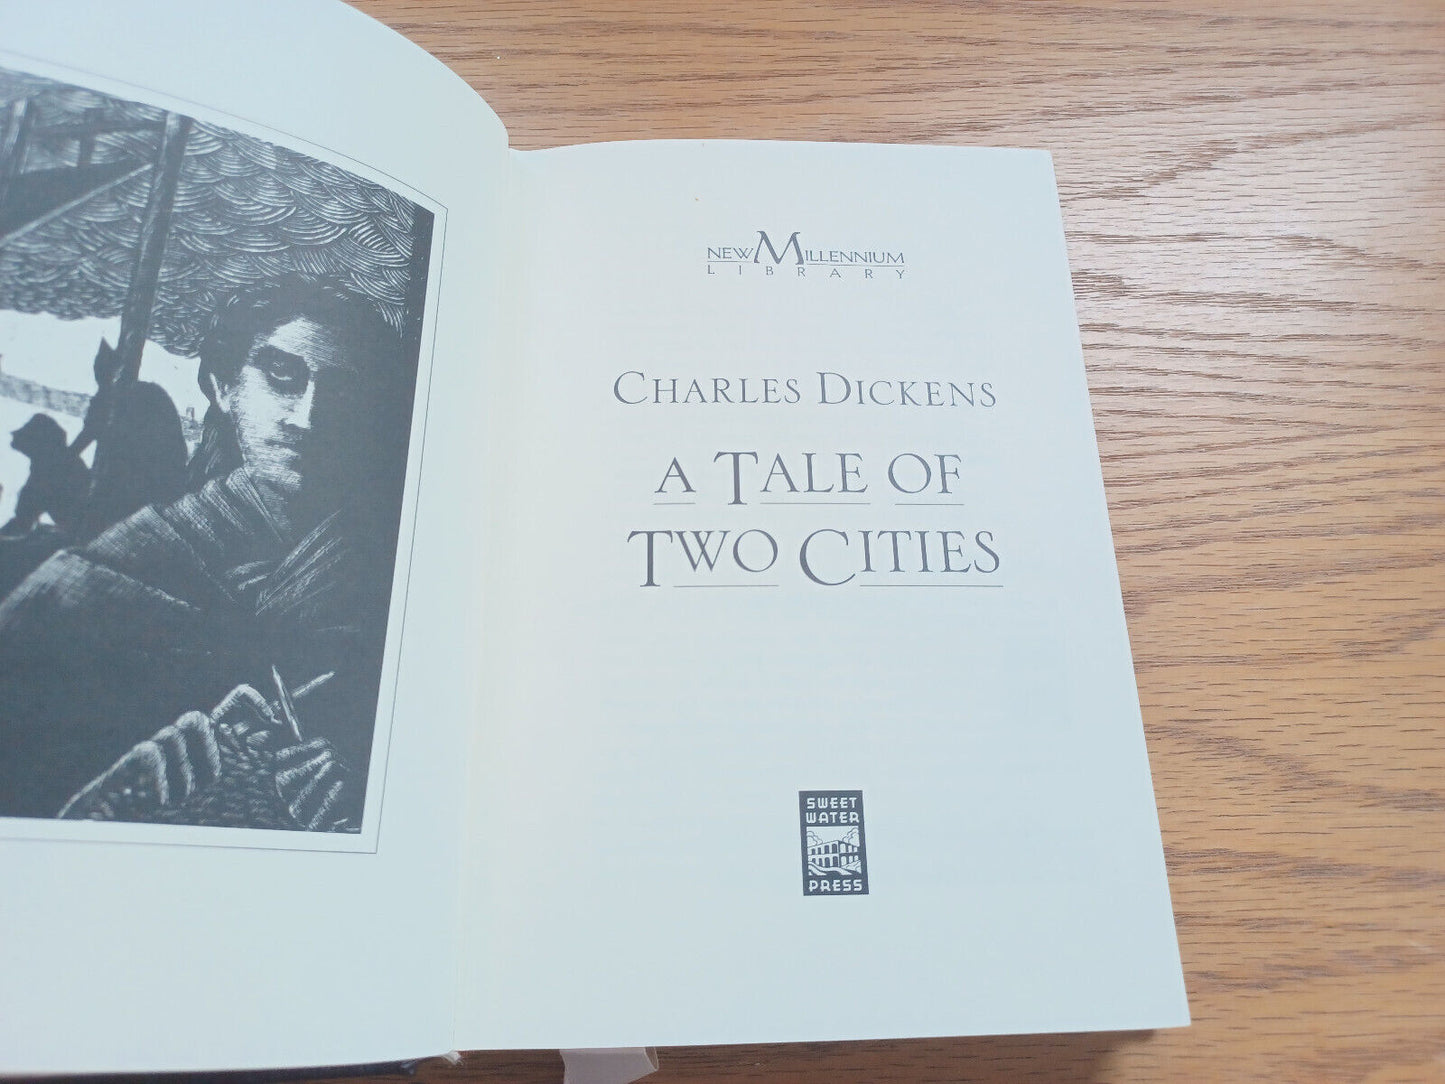 NEW MILLENNIUM
LIBRARY
CHARLES DICKENS
A TALE OF
TWO CITIES
SWEET
WATER
PRESS